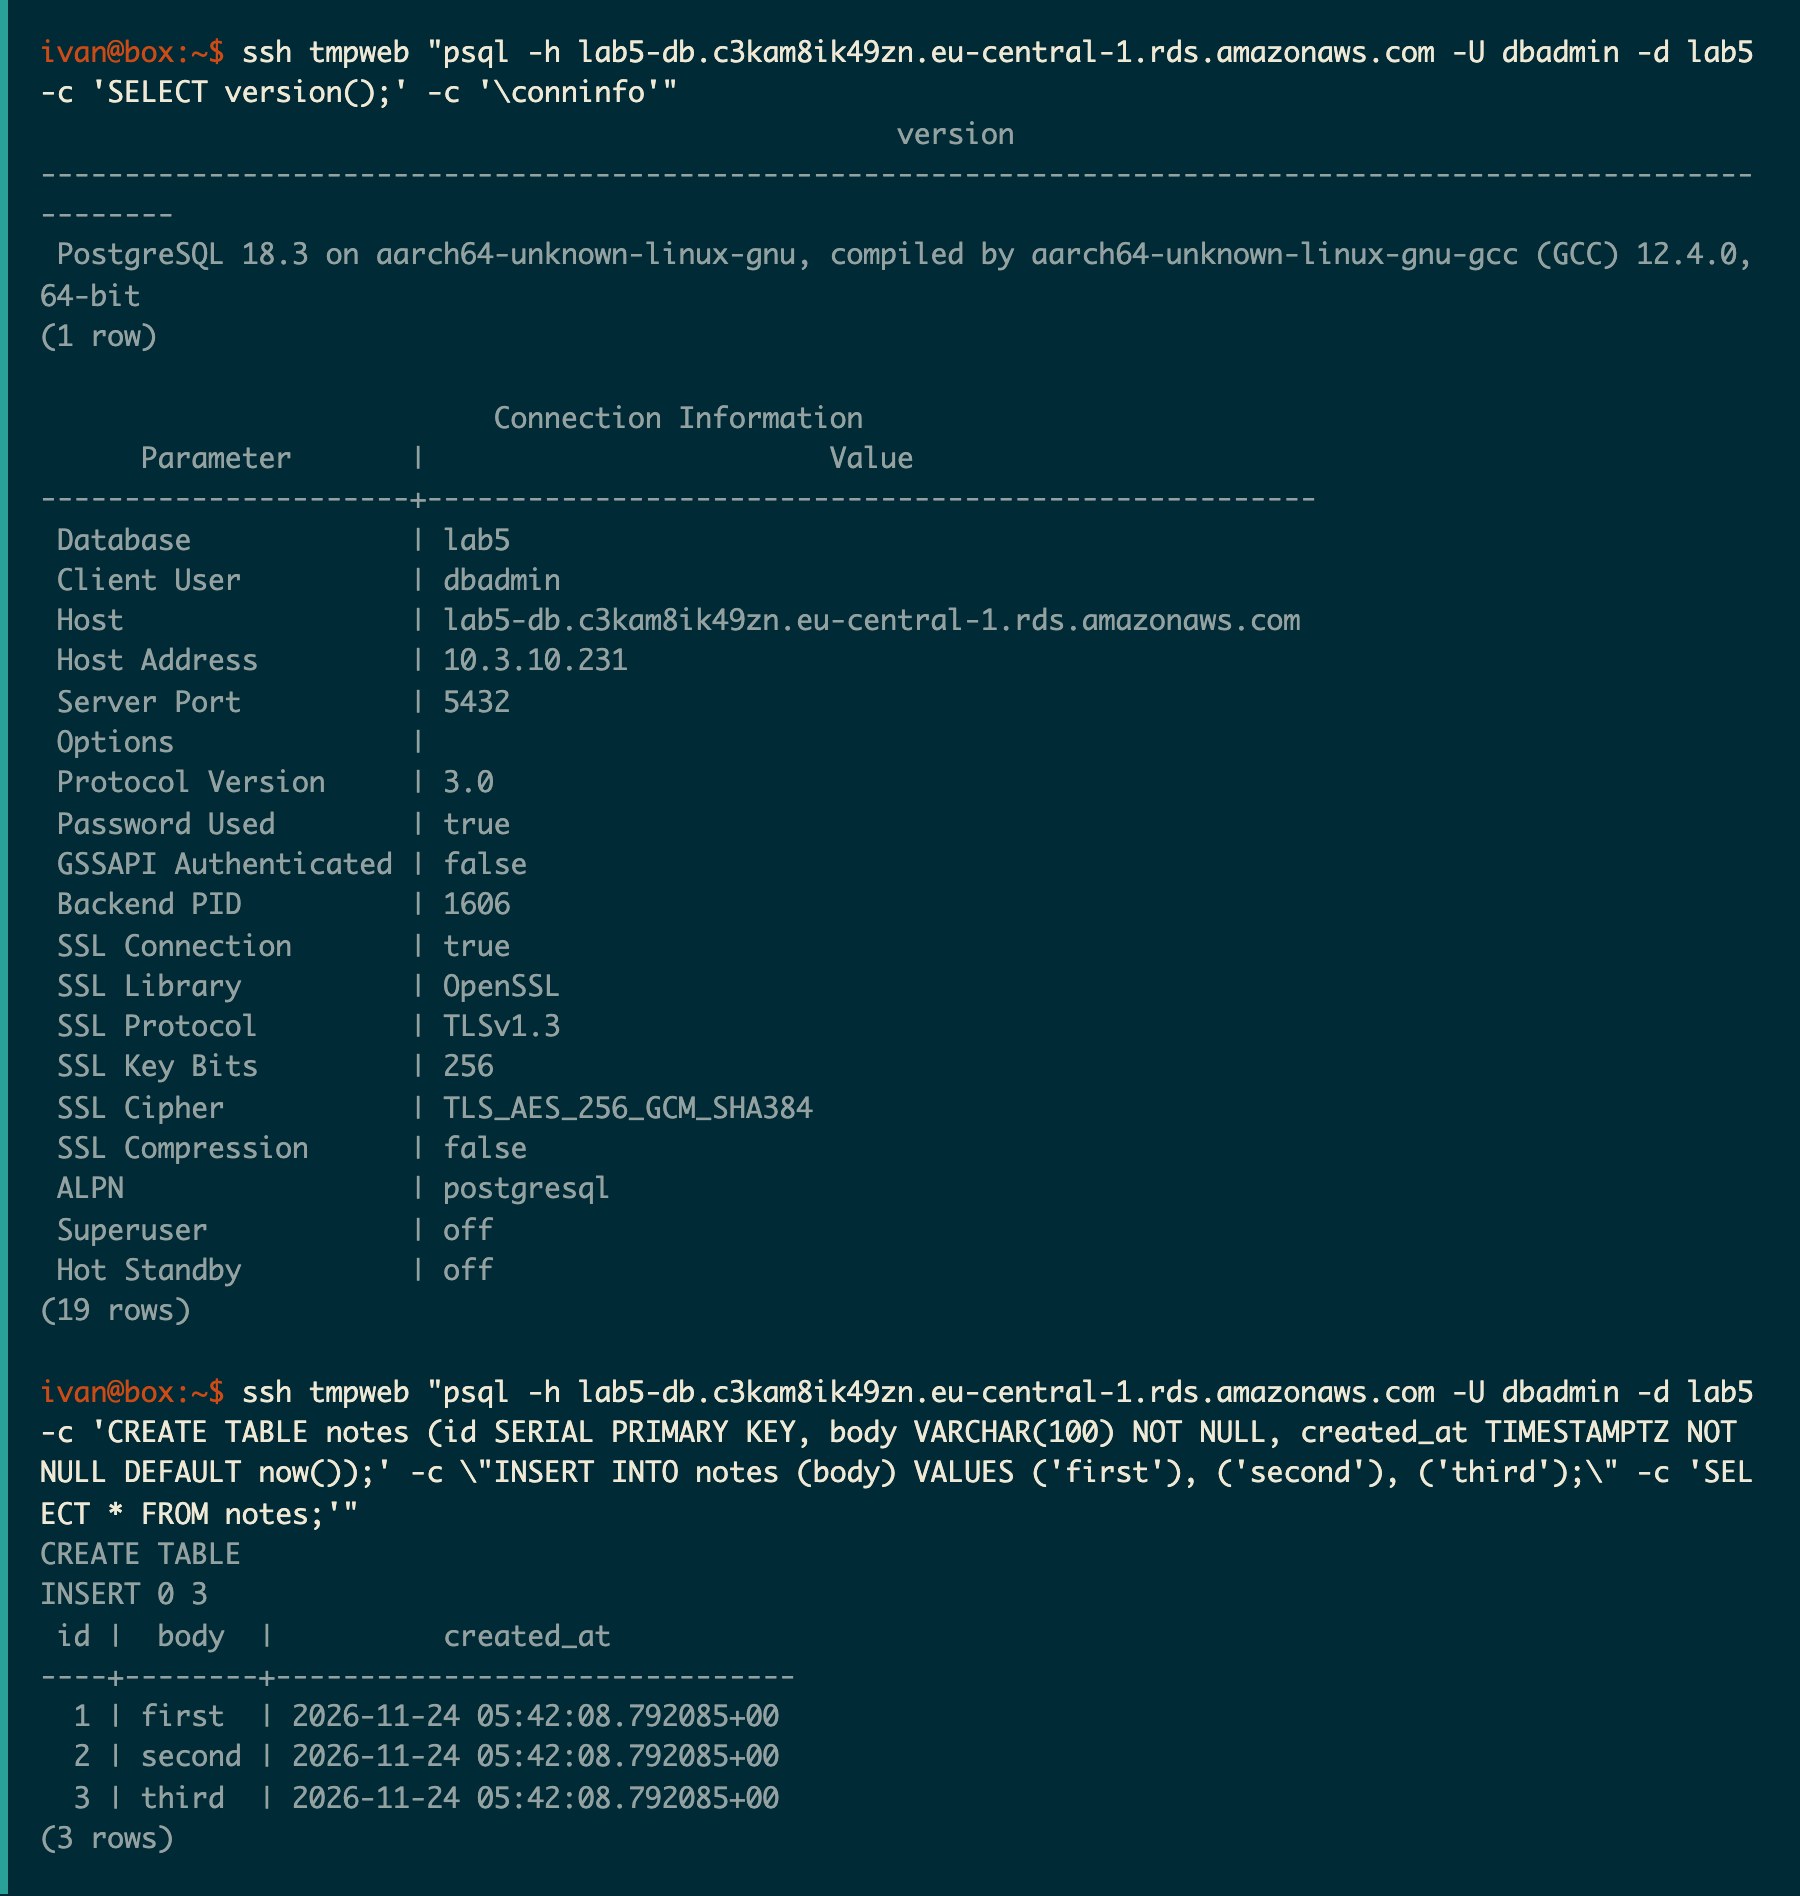 ivan@box:~$ ssh tmpweb "psql -h lab5-db.c3kam8ik49zn.eu-central-1.rds.amazonaws.com -U dbadmin -d lab5
-c 'SELECT version();' -c '\conninfo'"
                                                   version
------------------------------------------------------------------------------------------------------
--------
 PostgreSQL 18.3 on aarch64-unknown-linux-gnu, compiled by aarch64-unknown-linux-gnu-gcc (GCC) 12.4.0,
64-bit
(1 row)

                           Connection Information
      Parameter       |                        Value
----------------------+-----------------------------------------------------
 Database             | lab5
 Client User          | dbadmin
 Host                 | lab5-db.c3kam8ik49zn.eu-central-1.rds.amazonaws.com
 Host Address         | 10.3.10.231
 Server Port          | 5432
 Options              |
 Protocol Version     | 3.0
 Password Used        | true
 GSSAPI Authenticated | false
 Backend PID          | 1606
 SSL Connection       | true
 SSL Library          | OpenSSL
 SSL Protocol         | TLSv1.3
 SSL Key Bits         | 256
 SSL Cipher           | TLS_AES_256_GCM_SHA384
 SSL Compression      | false
 ALPN                 | postgresql
 Superuser            | off
 Hot Standby          | off
(19 rows)

ivan@box:~$ ssh tmpweb "psql -h lab5-db.c3kam8ik49zn.eu-central-1.rds.amazonaws.com -U dbadmin -d lab5
-c 'CREATE TABLE notes (id SERIAL PRIMARY KEY, body VARCHAR(100) NOT NULL, created_at TIMESTAMPTZ NOT
NULL DEFAULT now());' -c \"INSERT INTO notes (body) VALUES ('first'), ('second'), ('third');\" -c 'SEL
ECT * FROM notes;'"
CREATE TABLE
INSERT 0 3
 id |  body  |          created_at
----+--------+-------------------------------
  1 | first  | 2026-11-24 05:42:08.792085+00
  2 | second | 2026-11-24 05:42:08.792085+00
  3 | third  | 2026-11-24 05:42:08.792085+00
(3 rows)